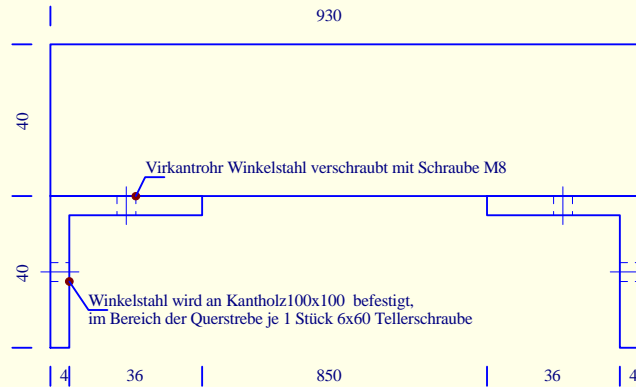 930
40
Virkantrohr Winkelstahl verschraubt mit Schraube M8
40
Winkelstahl wird an Kantholz100x100 befestigt,
im Bereich der Querstrebe je 1 Stück 6x60 Tellerschraube
4 36 850 36 4